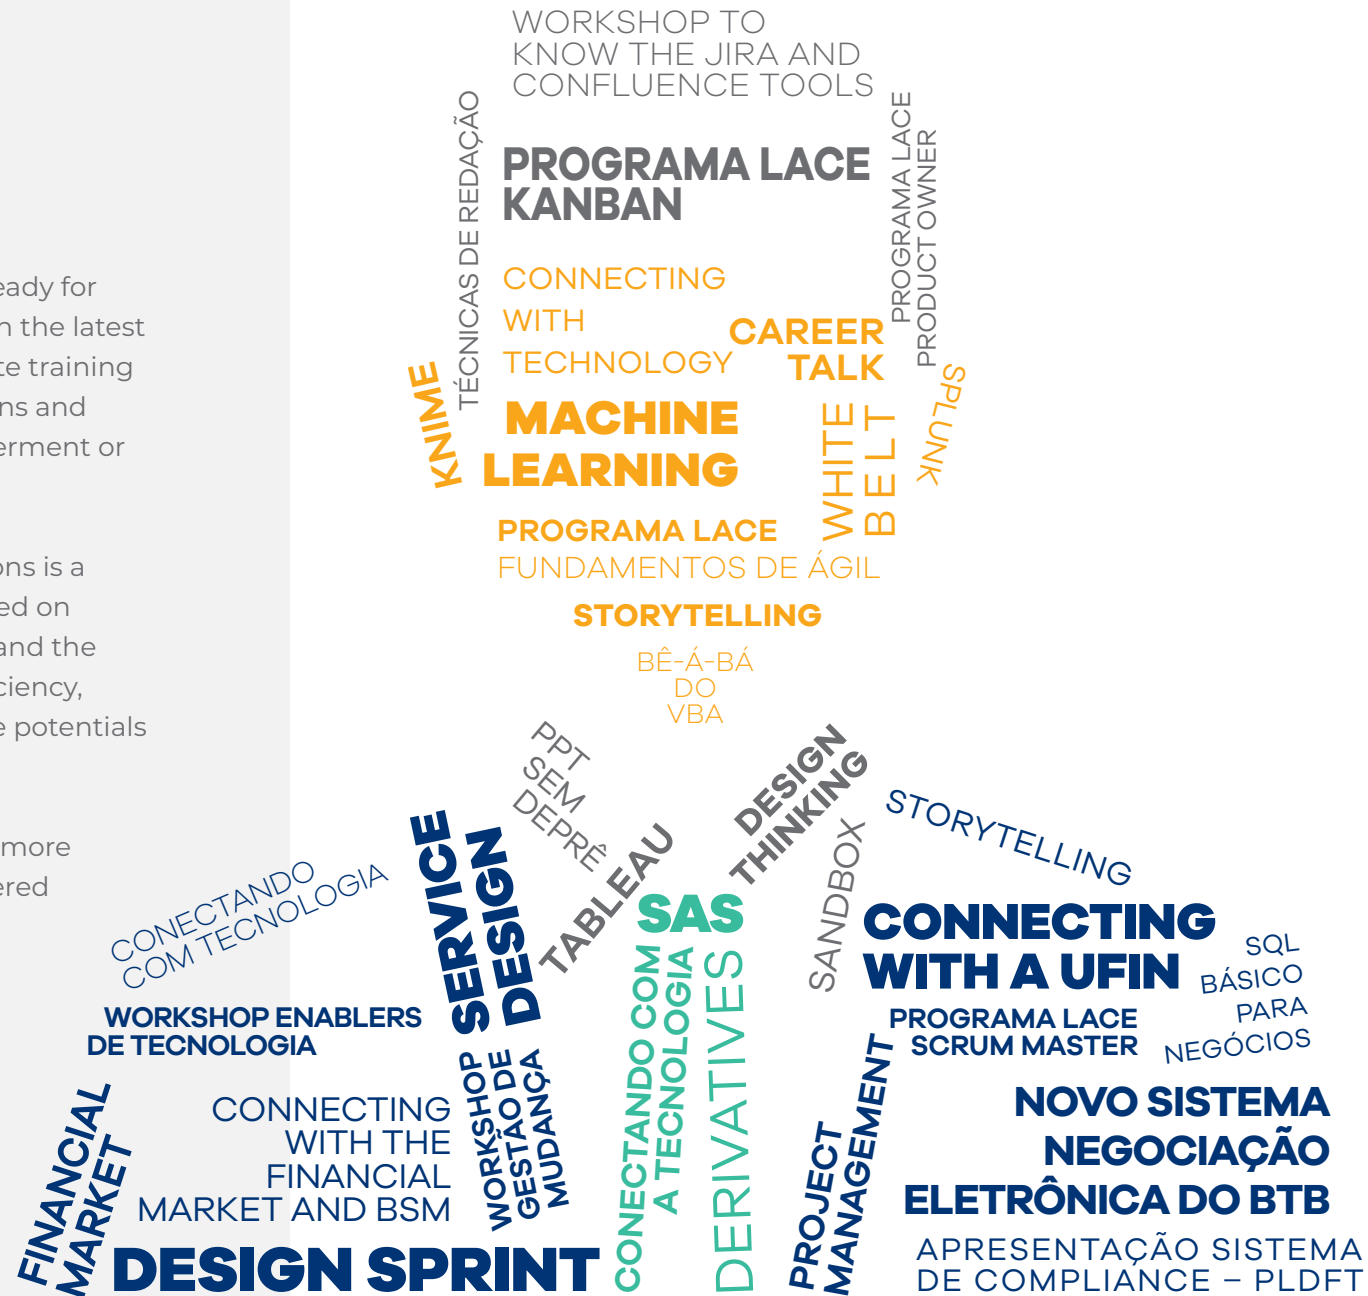 eady for
n the latest
te training
ns and
erment or
ons is a
ed on
and the
ciency,
e potentials
more
ered
WORKSHOP TO
KNOW THE JIRA AND
CONFLUENCE TOOLS
TÉCNICAS DE REDAÇÃO
PROGRAMA LACE
KANBAN
PROGRAMA LACE
PRODUCT OWNER
CONNECTING
WITH
TECHNOLOGY
CAREER
TALK
KNIME
MACHINE
LEARNING
WHITE
BELT
SPLUNK
PROGRAMA LACE
FUNDAMENTOS DE ÁGIL
STORYTELLING
BÊ-Á-BÁ
DO
VBA
PPT
SEM
DEPRÊ
TABLEAU
DESIGN
THINKING
SANDBOX
STORYTELLING
CONECTANDO
COM TECNOLOGIA
SERVICE
DESIGN
SAS
CONECTANDO COM
A TECNOLOGIA
DERIVATIVES
CONNECTING
WITH A UFIN
SQL
BÁSICO
PARA
NEGÓCIOS
WORKSHOP ENABLERS
DE TECNOLOGIA
PROGRAMA LACE
SCRUM MASTER
FINANCIAL
MARKET
CONNECTING
WITH THE
FINANCIAL
MARKET AND BSM
WORKSHOP
GESTÃO DE
MUDANÇA
PROJECT
MANAGEMENT
NOVO SISTEMA
NEGOCIAÇÃO
ELETRÔNICA DO BTB
DESIGN SPRINT
APRESENTAÇÃO SISTEMA
DE COMPLIANCE – PLDFT